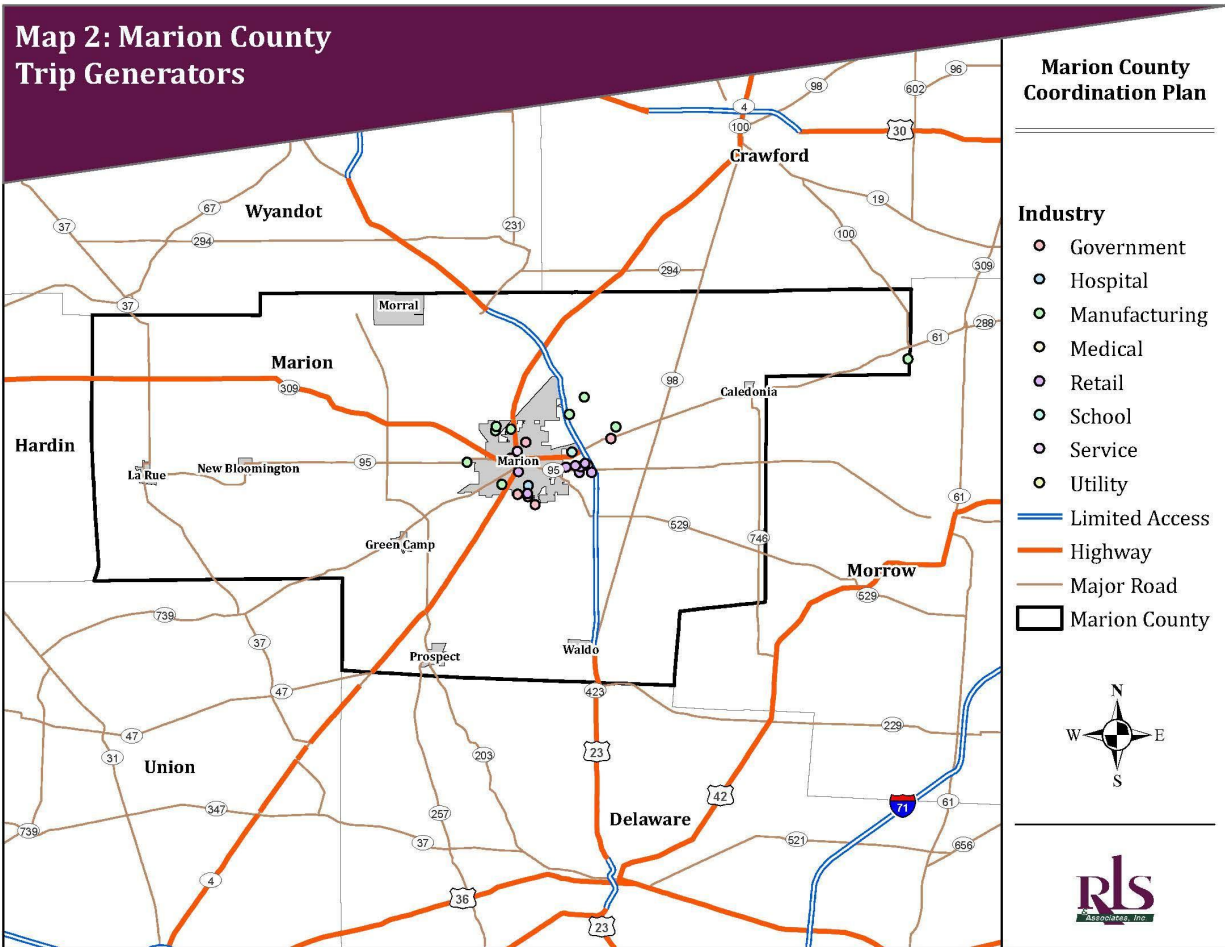 Map 2: Marion County
Trip Generators
Marion County
Coordination Plan
Industry
Government
Hospital
Manufacturing
Medical
Retail
School
Service
Utility
Limited Access
Highway
Major Road
Marion County
N
W E
S
RLS
& Associates, Inc.
96
98
602
4
100
30
Crawford
67
Wyandot
19
37
231
100
294
294
309
37
Morral
288
61
Marion
98
309
Caledonia
Hardin
Marion
95
New Bloomington
95
La Rue
61
529
746
Green Camp
Morrow
529
739
37
Waldo
Prospect
47
423
229
47
23
31
203
Union
42
61
71
347
257
Delaware
739
37
521
656
4
36
23